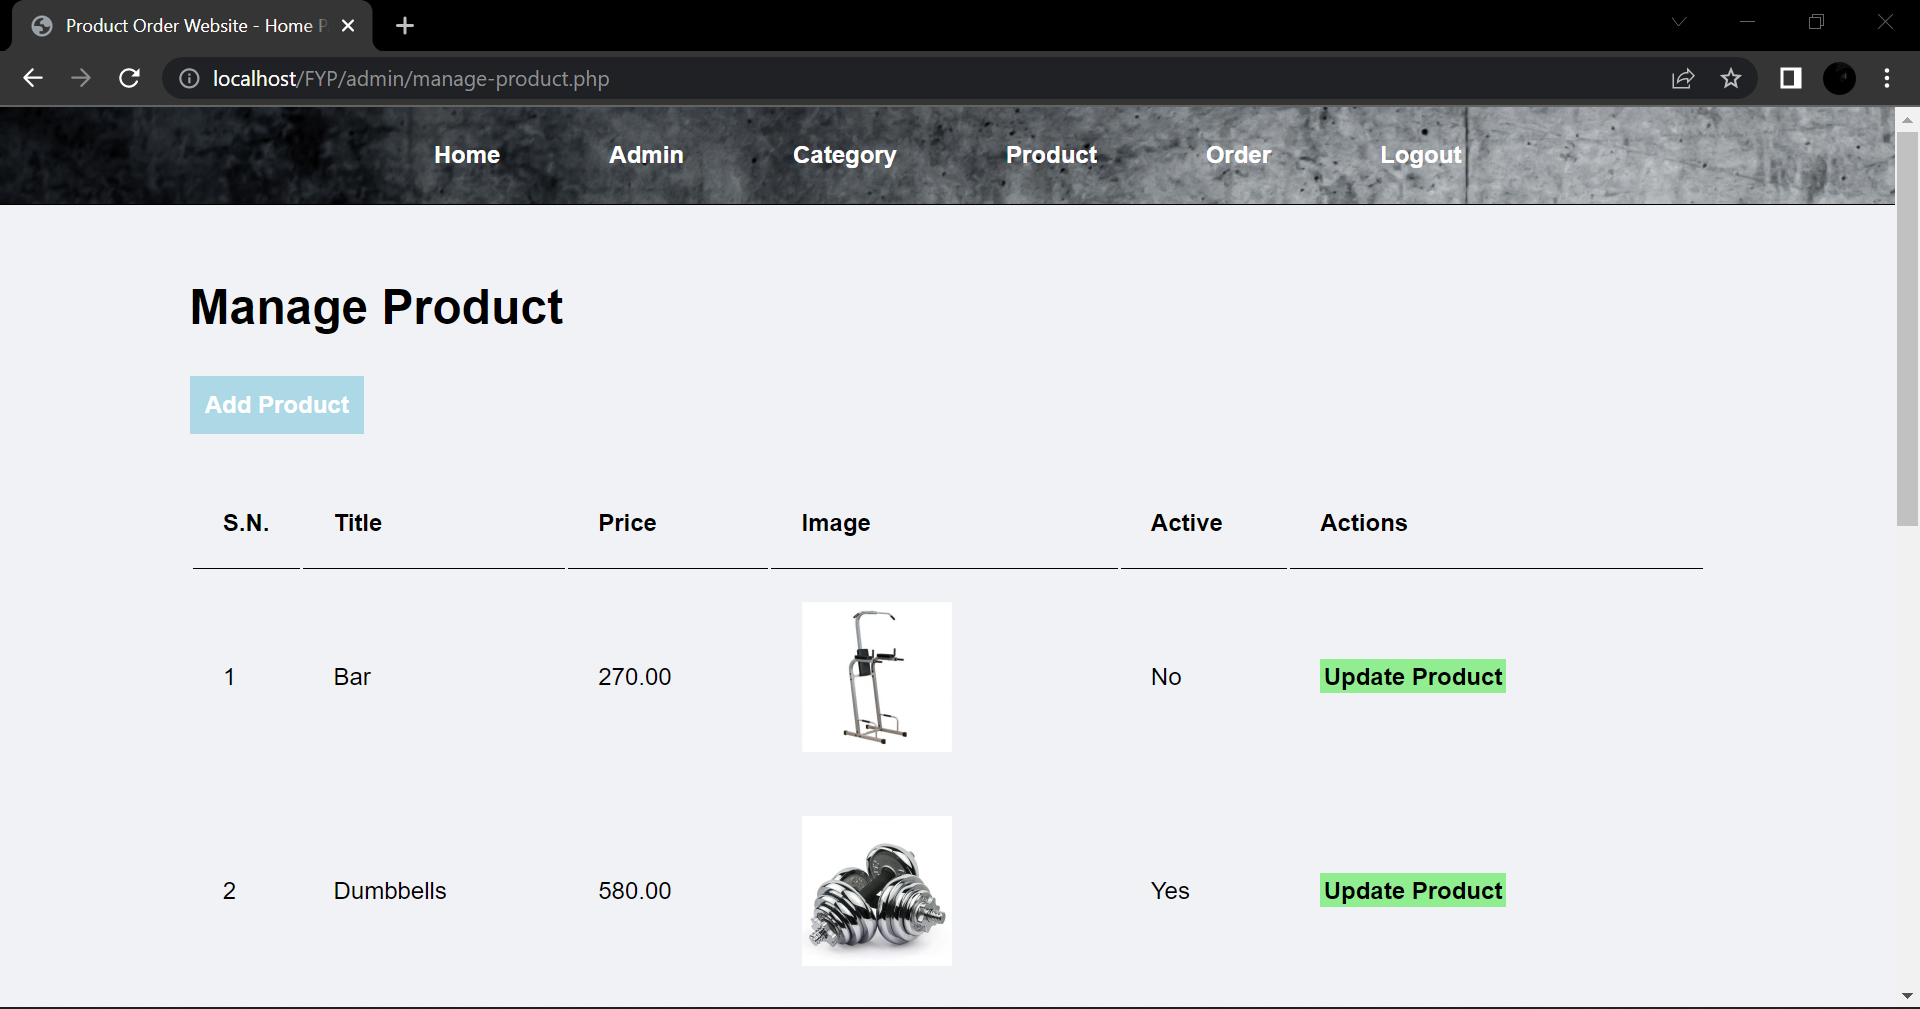 Product Order Website - Home P
localhost/FYP/admin/manage-product.php
Home Admin Category Product Order Logout
Manage Product
Add Product
S.N. Title Price Image Active Actions
1 Bar 270.00 No Update Product
2 Dumbbells 580.00 Yes Update Product